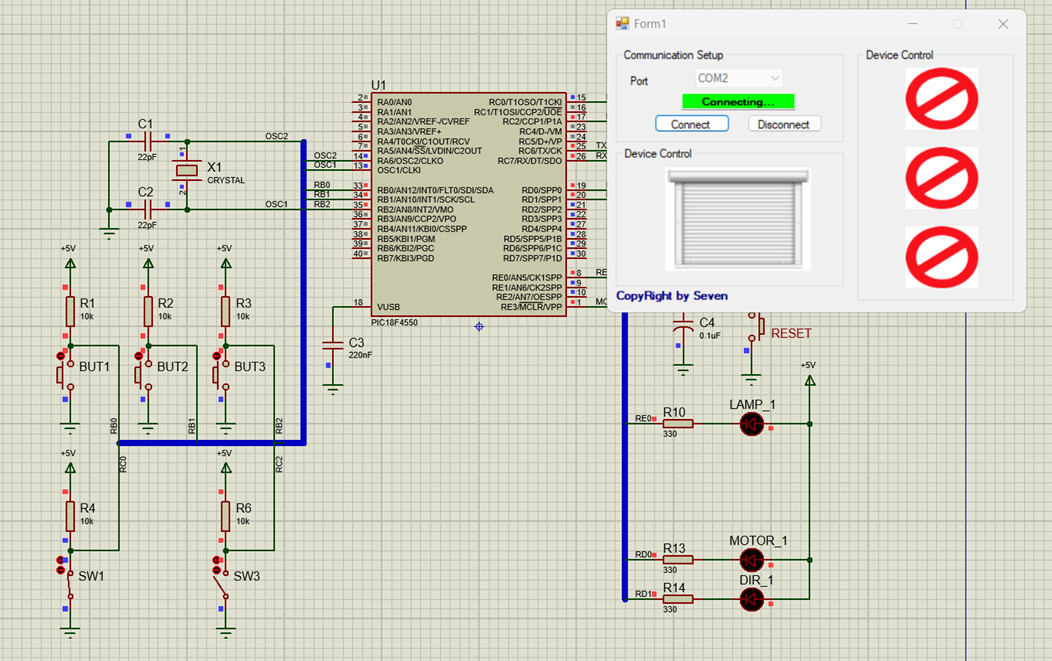 Form1
Communication Setup
Port
COM2
Connecting...
Connect
Disconnect
Device Control
Device Control
CopyRight by Seven
U1
2
3
4
5
6
7
14
13
33
34
35
36
37
38
39
40
18
RA0/AN0
RA1/AN1
RA2/AN2/VREF-/CVREF
RA3/AN3/VREF+
RA4/T0CKI/C1OUT/RCV
RA5/AN4/SS/LVDIN/C2OUT
RA6/OSC2/CLKO
OSC1/CLKI
RB0/AN12/INT0/FLT0/SDI/SDA
RB1/AN10/INT1/SCK/SCL
RB2/AN8/INT2/VMO
RB3/AN9/CCP2/VPO
RB4/AN11/KBI0/CSSPP
RB5/KBI1/PGM
RB6/KBI2/PGC
RB7/KBI3/PGD
VUSB
RC0/T1OSO/T1CKI
RC1/T1OSI/CCP2/UOE
RC2/CCP1/P1A
RC4/D-/VM
RC5/D+/VP
RC6/TX/CK
RC7/RX/DT/SDO
RD0/SPP0
RD1/SPP1
RD2/SPP2
RD3/SPP3
RD4/SPP4
RD5/SPP5/P1B
RD6/SPP6/P1C
RD7/SPP7/P1D
RE0/AN5/CK1SPP
RE1/AN6/CK2SPP
RE2/AN7/OESPP
RE3/MCLR/VPP
15
16
17
23
24
25
26
19
20
21
22
27
28
29
30
8
9
10
1
TX
RX
RE
MC
PIC18F4550
C1
22pF
C2
22pF
X1
CRYSTAL
1
2
OSC2
OSC1
OSC2
OSC1
RB0
RB1
RB2
C3
220nF
C4
0.1uF
RESET
+5V
+5V
+5V
R1
10k
R2
10k
R3
10k
BUT1
BUT2
BUT3
RB0
RB1
RB2
RC0
RC2
+5V
+5V
R4
10k
R6
10k
SW1
SW3
+5V
RE0
R10
330
LAMP_1
RD0
R13
330
MOTOR_1
RD1
R14
330
DIR_1